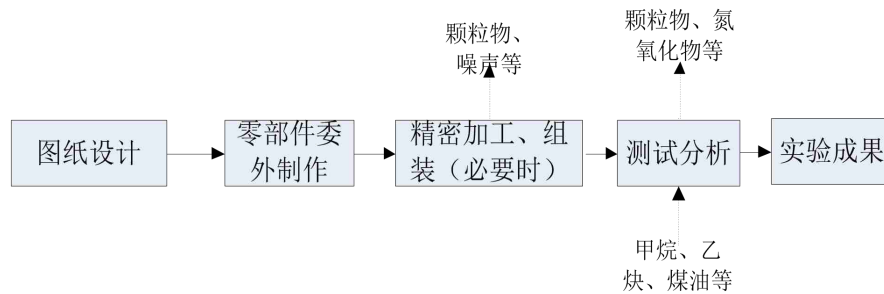 颗粒物、
噪声等
颗粒物、氮
氧化物等
图纸设计
零部件委
外制作
精密加工、组
装（必要时）
测试分析
实验成果
甲烷、乙
炔、煤油等